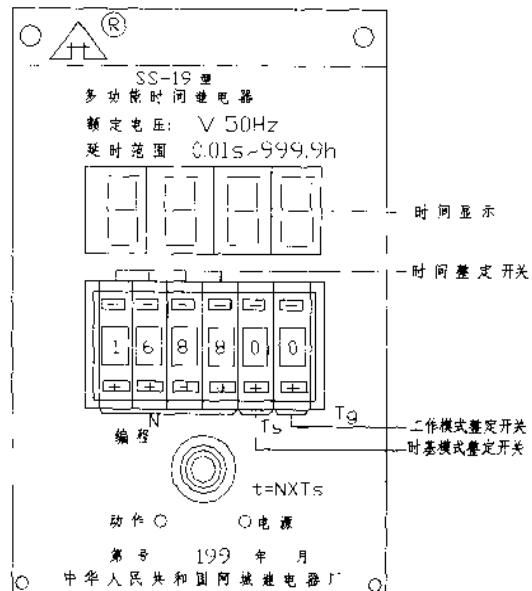 ®
SS-19 型
多功能时间继电器
额定电压: V 50Hz
延时范围 0.01s~999.9h
时间显示
时间整定开关
1 6 8 8 0 0
N Ts Tg
编程
工作模式整定开关
时基模式整定开关
t=NXTs
动作 电源
第 号 199 年 月
中华人民共和国阿城继电器厂